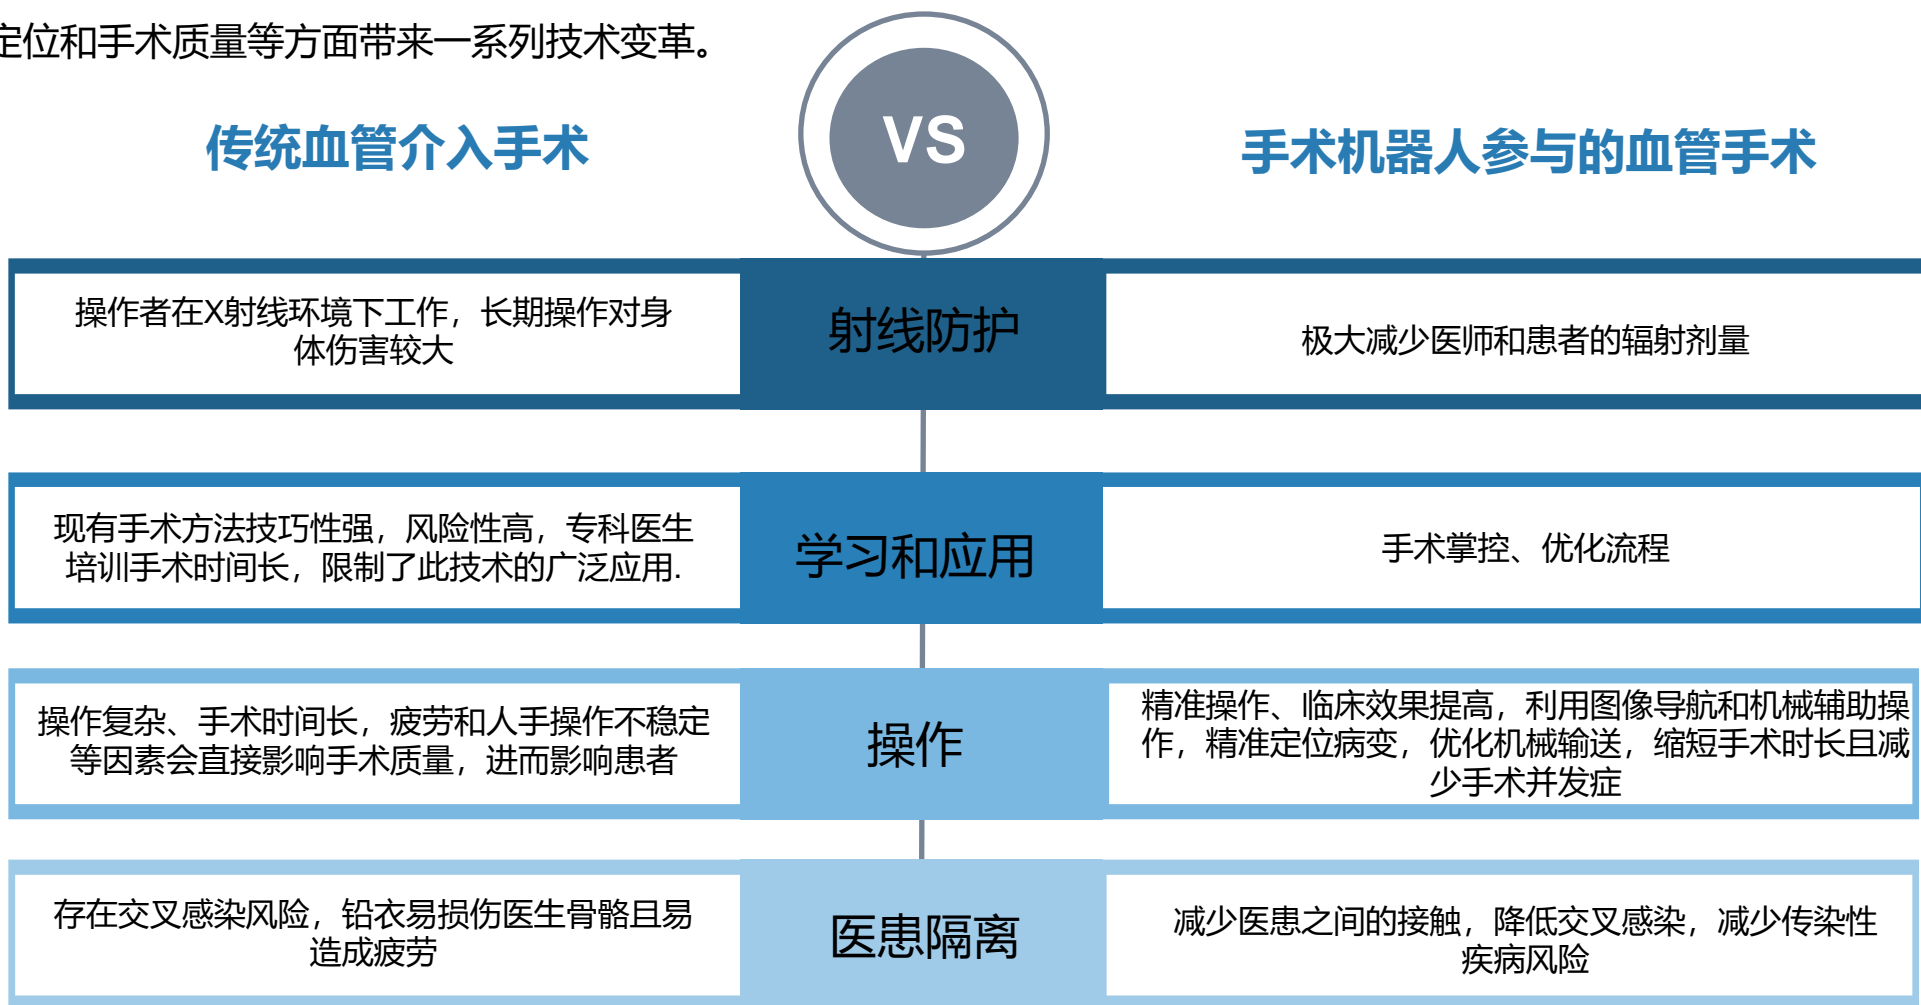 定位和手术质量等方面带来一系列技术变革。
传统血管介入手术
VS
手术机器人参与的血管手术
操作者在X射线环境下工作，长期操作对身
体伤害较大
射线防护
极大减少医师和患者的辐射剂量
现有手术方法技巧性强，风险性高，专科医生
培训手术时间长，限制了此技术的广泛应用.
学习和应用
手术掌控、优化流程
操作复杂、手术时间长，疲劳和人手操作不稳定
等因素会直接影响手术质量，进而影响患者
操作
精准操作、临床效果提高，利用图像导航和机械辅助操
作，精准定位病变，优化机械输送，缩短手术时长且减
少手术并发症
存在交叉感染风险，铅衣易损伤医生骨骼且易
造成疲劳
医患隔离
减少医患之间的接触，降低交叉感染，减少传染性
疾病风险